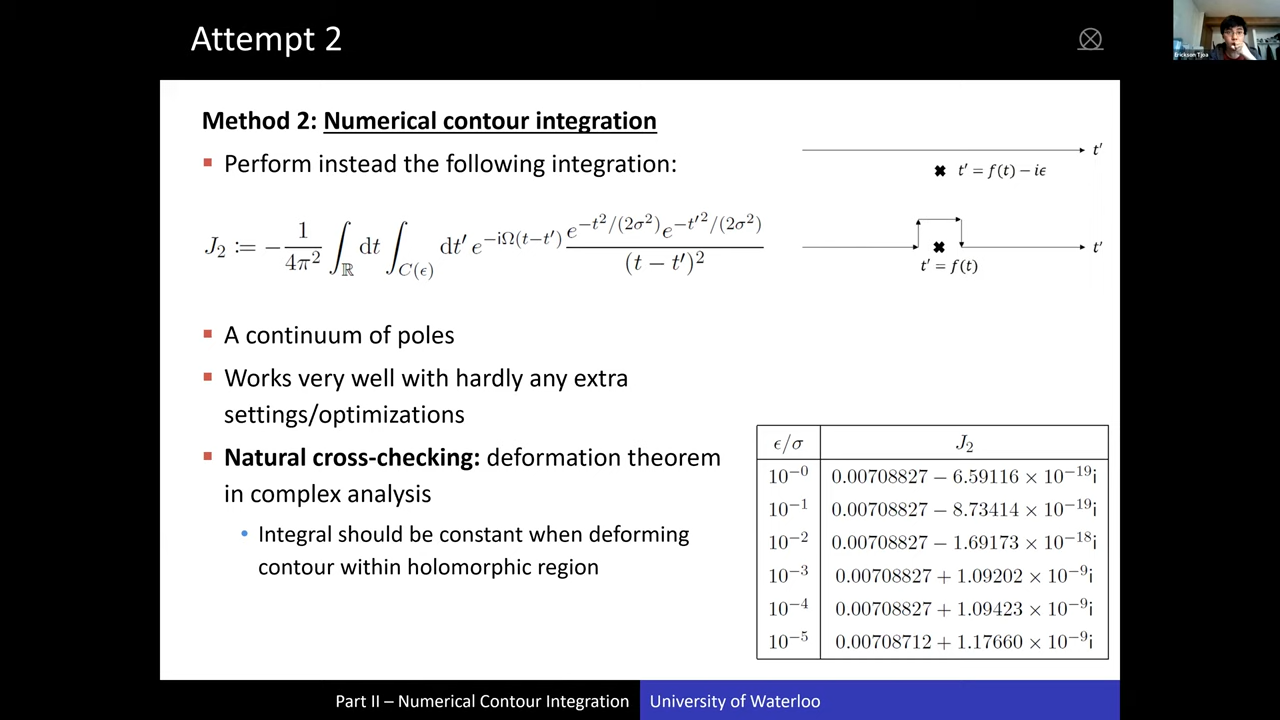 Attempt 2
Erickson Tjoa
Method 2: Numerical contour integration
▪ Perform instead the following integration:
t′
✖ t′ = f(t) − iϵ
J₂ := −\frac{1}{4π²} ∫_ℝ dt ∫_{C(ϵ)} dt′ e^{−iΩ(t−t′)} \frac{e^{−t²/(2σ²)} e^{−t′²/(2σ²)}}{(t − t′)²}
t′
t′ = f(t)
▪ A continuum of poles
▪ Works very well with hardly any extra
settings/optimizations
▪ Natural cross-checking: deformation theorem
in complex analysis
• Integral should be constant when deforming
contour within holomorphic region
ϵ/σ J₂
10⁻⁰ 0.00708827 − 6.59116 × 10⁻¹⁹i
10⁻¹ 0.00708827 − 8.73414 × 10⁻¹⁹i
10⁻² 0.00708827 − 1.69173 × 10⁻¹⁸i
10⁻³ 0.00708827 + 1.09202 × 10⁻⁹i
10⁻⁴ 0.00708827 + 1.09423 × 10⁻⁹i
10⁻⁵ 0.00708712 + 1.17660 × 10⁻⁹i
Part II – Numerical Contour Integration University of Waterloo